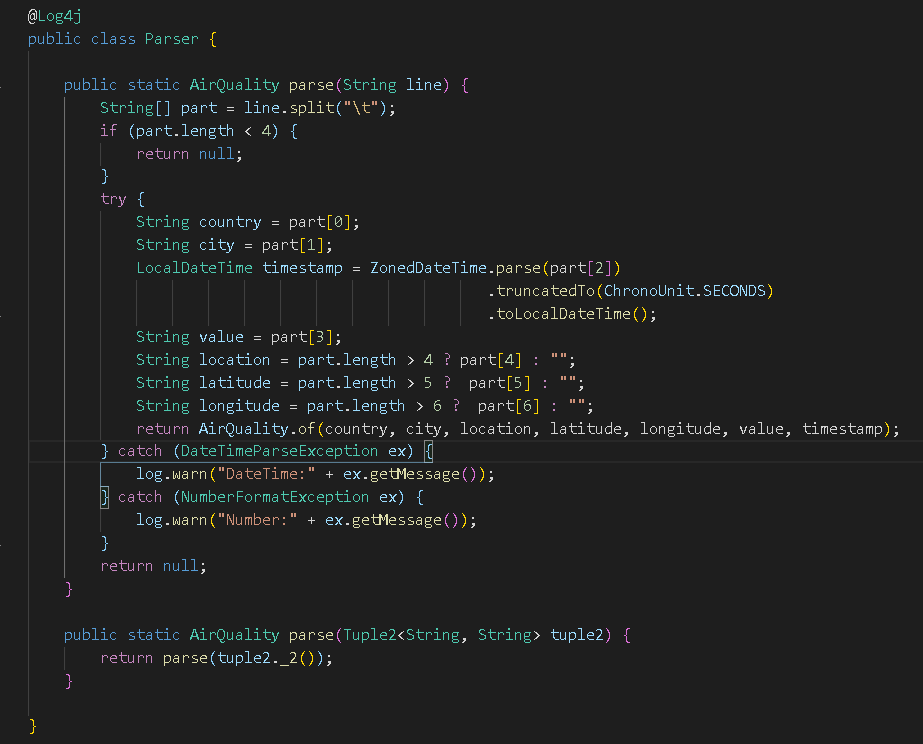 @Log4j
public class Parser {
public static AirQuality parse(String line) {
String[] part = line.split("\t");
if (part.length < 4) {
return null;
}
try {
String country = part[0];
String city = part[1];
LocalDateTime timestamp = ZonedDateTime.parse(part[2])
.truncatedTo(ChronoUnit.SECONDS)
.toLocalDateTime();
String value = part[3];
String location = part.length > 4 ? part[4] : "";
String latitude = part.length > 5 ?  part[5] : "";
String longitude = part.length > 6 ?  part[6] : "";
return AirQuality.of(country, city, location, latitude, longitude, value, timestamp);
} catch (DateTimeParseException ex) {
log.warn("DateTime:" + ex.getMessage());
} catch (NumberFormatException ex) {
log.warn("Number:" + ex.getMessage());
}
return null;
}
public static AirQuality parse(Tuple2<String, String> tuple2) {
return parse(tuple2._2());
}
}